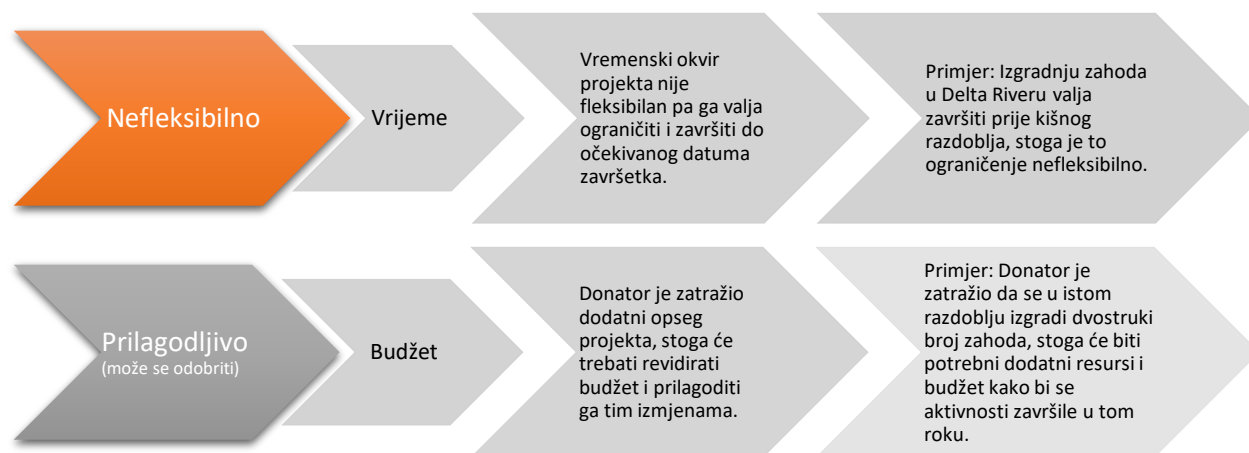 Nefleksibilno
Vrijeme
Vremenski okvir
projekta nije
fleksibilan pa ga valja
ograničiti i završiti do
očekivanog datuma
završetka.
Primjer: Izgradnju zahoda
u Delta Riveru valja
završiti prije kišnog
razdoblja, stoga je to
ograničenje nefleksibilno.
Prilagodljivo
(može se odobriti)
Budžet
Donator je zatražio
dodatni opseg
projekta, stoga će
trebati revidirati
budžet i prilagoditi
ga tim izmjenama.
Primjer: Donator je
zatražio da se u istom
razdoblju izgradi dvostruki
broj zahoda, stoga će biti
potrebni dodatni resursi i
budžet kako bi se
aktivnosti završile u tom
roku.